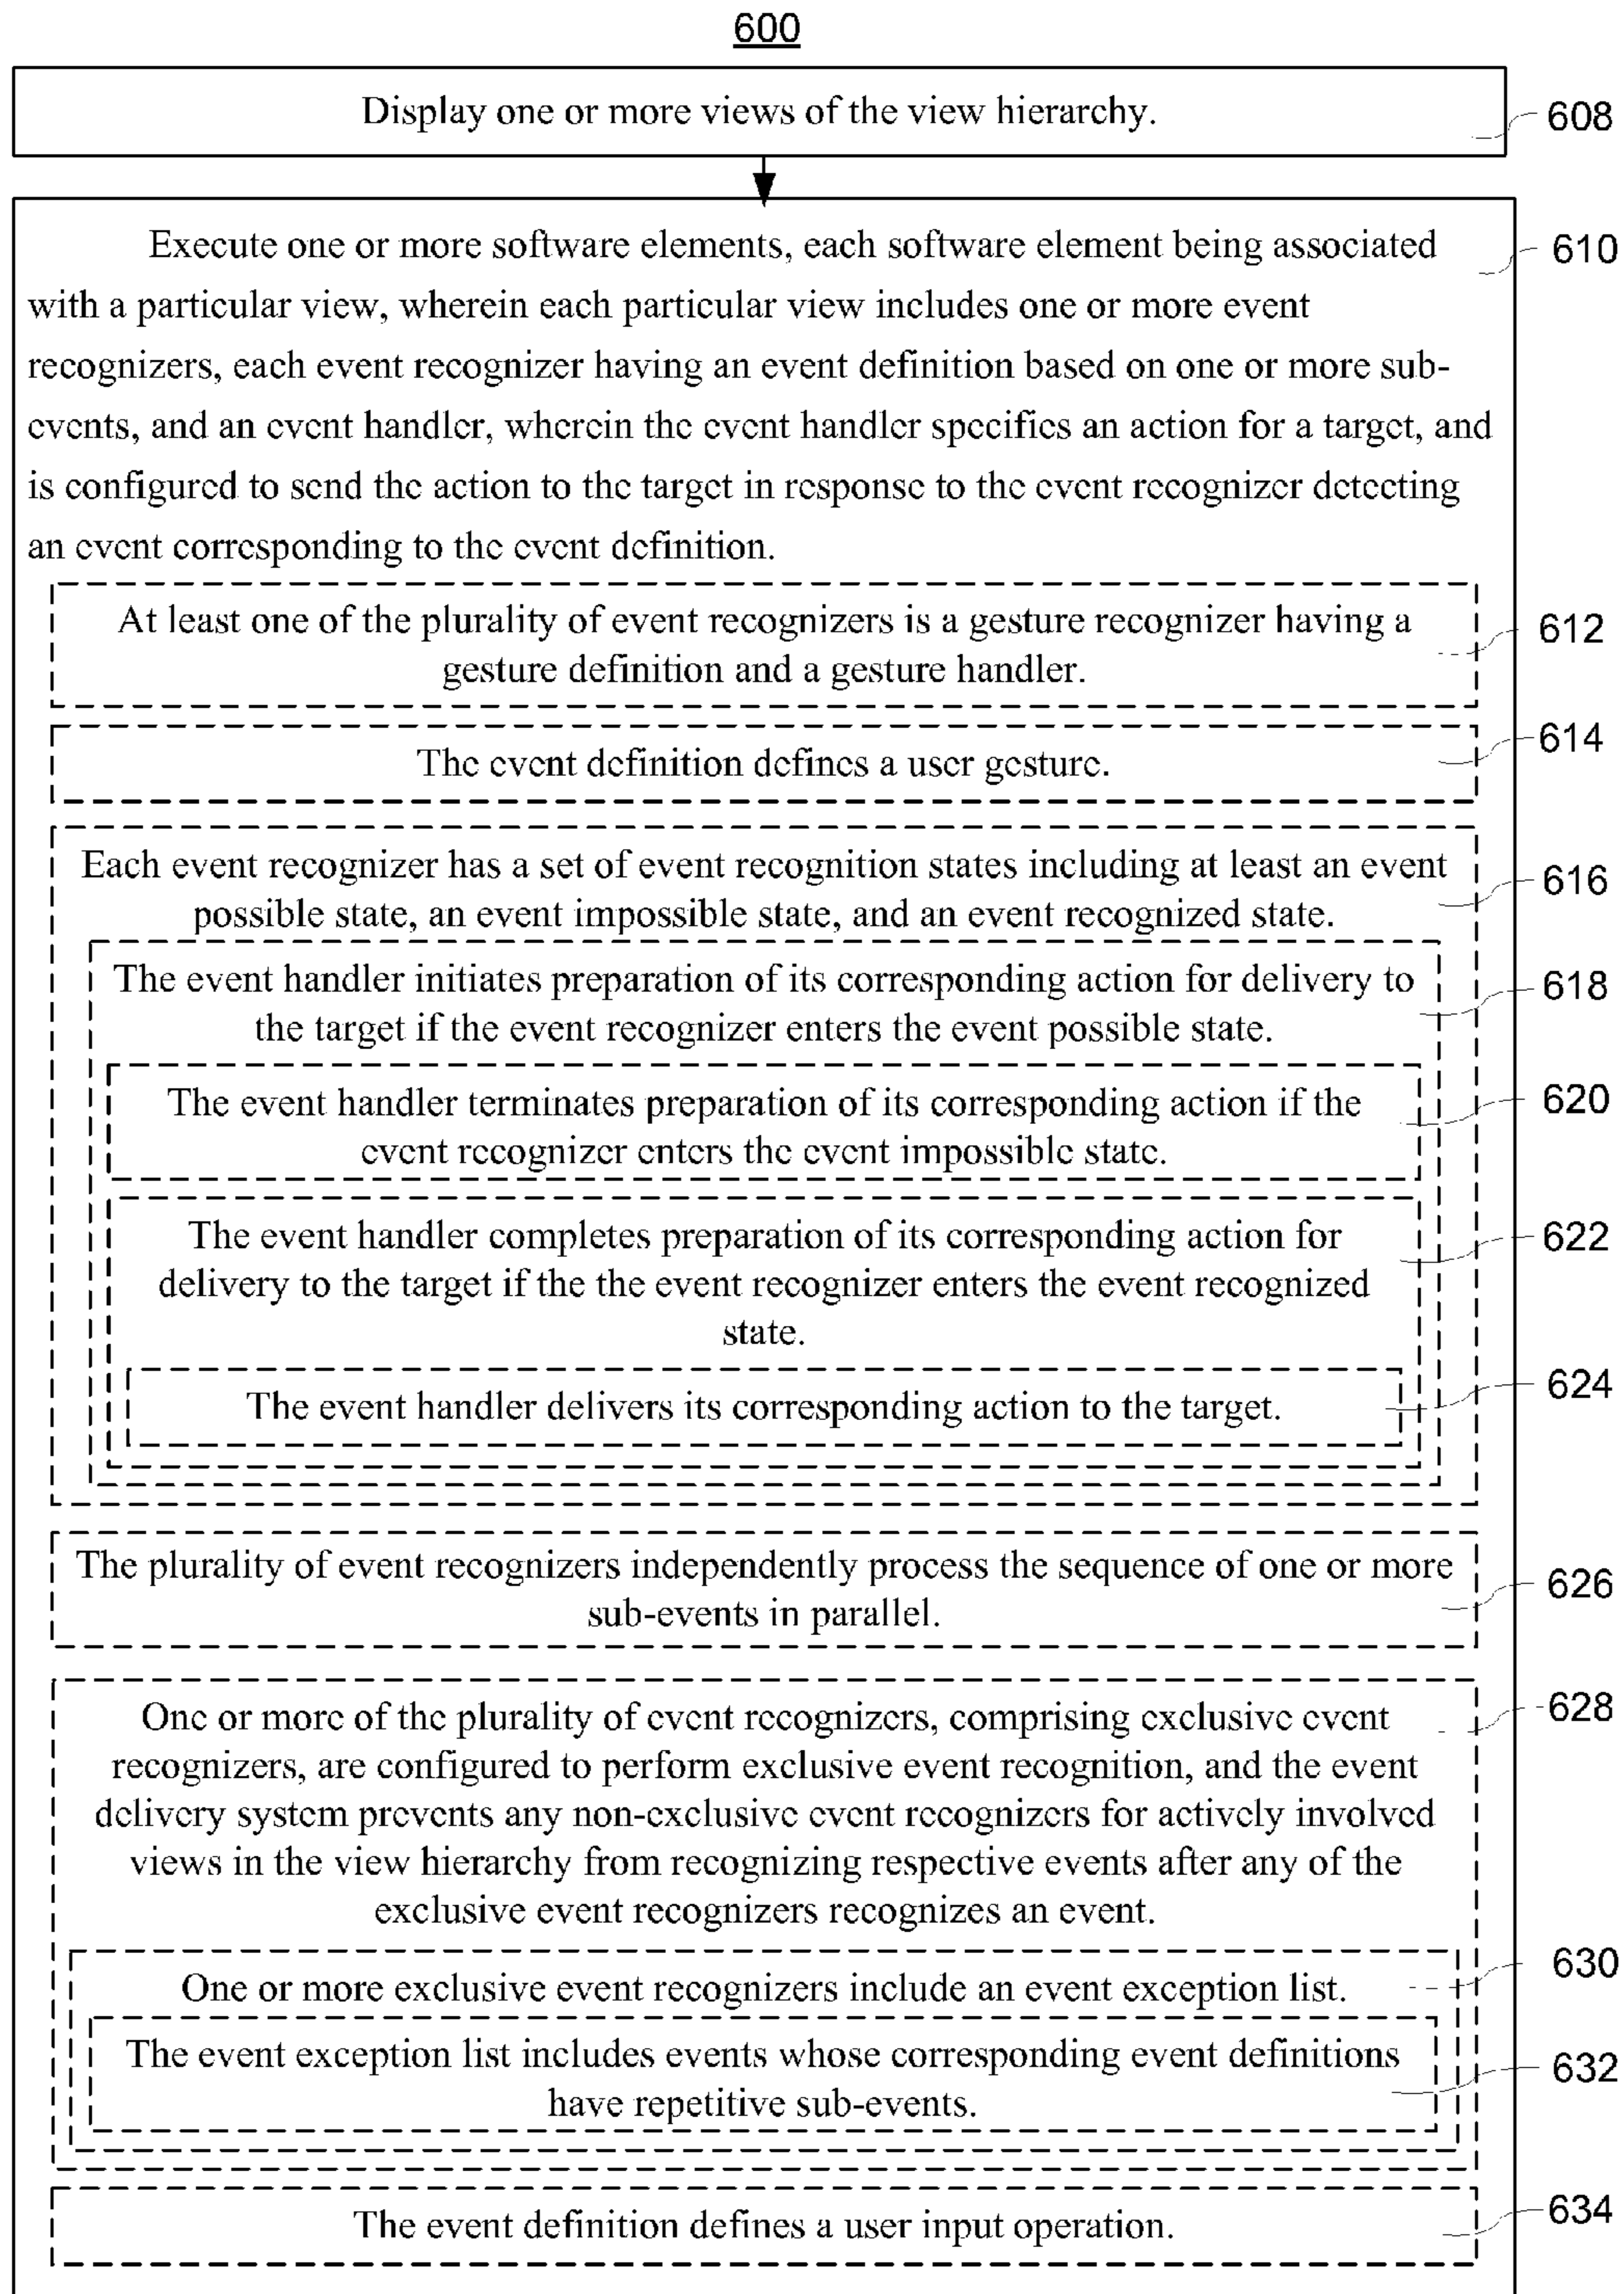 600
Display one or more views of the view hierarchy.
608
Execute one or more software elements, each software element being associated
610
with a particular view, wherein each particular view includes one or more event
recognizers, each event recognizer having an event definition based on one or more sub-
events, and an event handler, wherein the event handler specifies an action for a target, and
is configured to send the action to the target in response to the event recognizer detecting
an event corresponding to the event definition.
At least one of the plurality of event recognizers is a gesture recognizer having a
612
gesture definition and a gesture handler.
614
The event definition defines a user gesture.
Each event recognizer has a set of event recognition states including at least an event
616
possible state, an event impossible state, and an event recognized state.
The event handler initiates preparation of its corresponding action for delivery to
618
the target if the event recognizer enters the event possible state.
The event handler terminates preparation of its corresponding action if the
620
event recognizer enters the event impossible state.
The event handler completes preparation of its corresponding action for
622
delivery to the target if the the event recognizer enters the event recognized
state.
624
The event handler delivers its corresponding action to the target.
The plurality of event recognizers independently process the sequence of one or more
626
sub-events in parallel.
One or more of the plurality of event recognizers, comprising exclusive event
628
recognizers, are configured to perform exclusive event recognition, and the event
delivery system prevents any non-exclusive event recognizers for actively involved
views in the view hierarchy from recognizing respective events after any of the
exclusive event recognizers recognizes an event.
630
One or more exclusive event recognizers include an event exception list.
The event exception list includes events whose corresponding event definitions
632
have repetitive sub-events.
634
The event definition defines a user input operation.